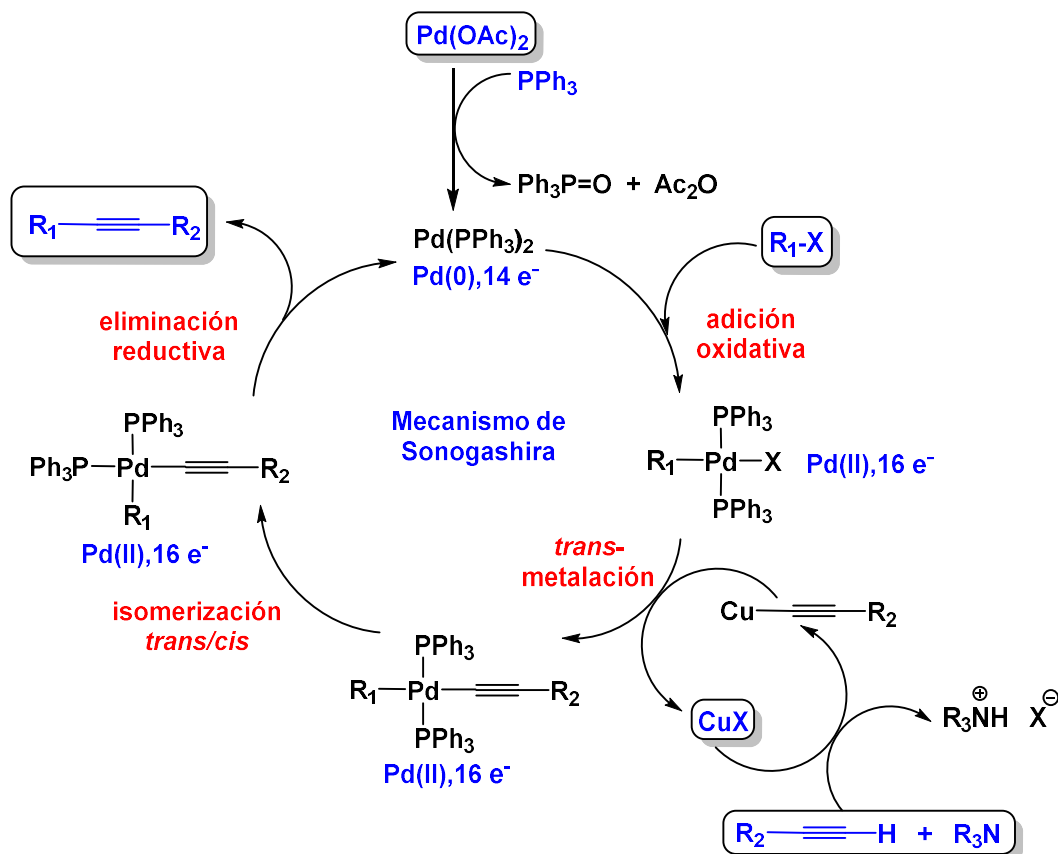 Pd(OAc)₂
PPh₃
Ph₃P=O + Ac₂O
R₁ R₂
Pd(PPh₃)₂
Pd(0),14 e⁻
R₁-X
eliminación
reductiva
adición
oxidativa
Mecanismo de
Sonogashira
PPh₃
Ph₃P Pd R₂
R₁
Pd(II),16 e⁻
PPh₃
R₁ Pd X
PPh₃
Pd(II),16 e⁻
trans-
metalación
isomerización
trans/cis
Cu R₂
PPh₃
R₁ Pd R₂
PPh₃
Pd(II),16 e⁻
CuX
R₃NH⊕ X⊖
R₂ H + R₃N